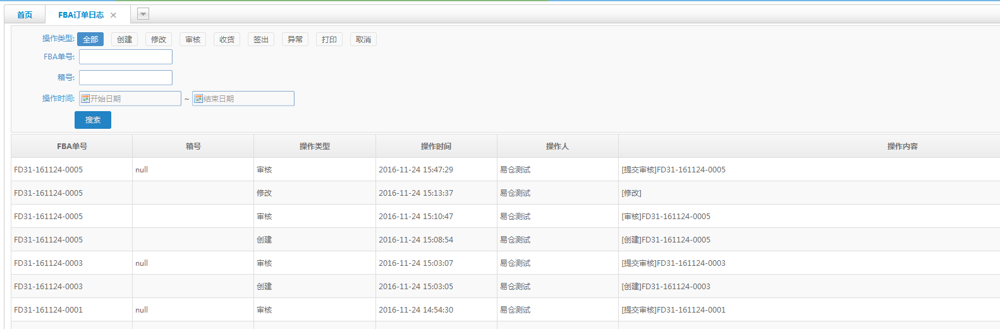 首页 FBA订单日志
操作类型: 全部 创建 修改 审核 收货 签出 异常 打印 取消
FBA单号:
箱号:
操作时间: 开始日期 ~ 结束日期
搜索
FBA单号 箱号 操作类型 操作时间 操作人 操作内容
FD31-161124-0005 null 审核 2016-11-24 15:47:29 易仓测试 [提交审核]FD31-161124-0005
FD31-161124-0005 修改 2016-11-24 15:13:37 易仓测试 [修改]
FD31-161124-0005 审核 2016-11-24 15:10:47 易仓测试 [审核]FD31-161124-0005
FD31-161124-0005 创建 2016-11-24 15:08:54 易仓测试 [创建]FD31-161124-0005
FD31-161124-0003 null 审核 2016-11-24 15:03:07 易仓测试 [提交审核]FD31-161124-0003
FD31-161124-0003 创建 2016-11-24 15:03:05 易仓测试 [创建]FD31-161124-0003
FD31-161124-0001 null 审核 2016-11-24 14:54:30 易仓测试 [提交审核]FD31-161124-0001